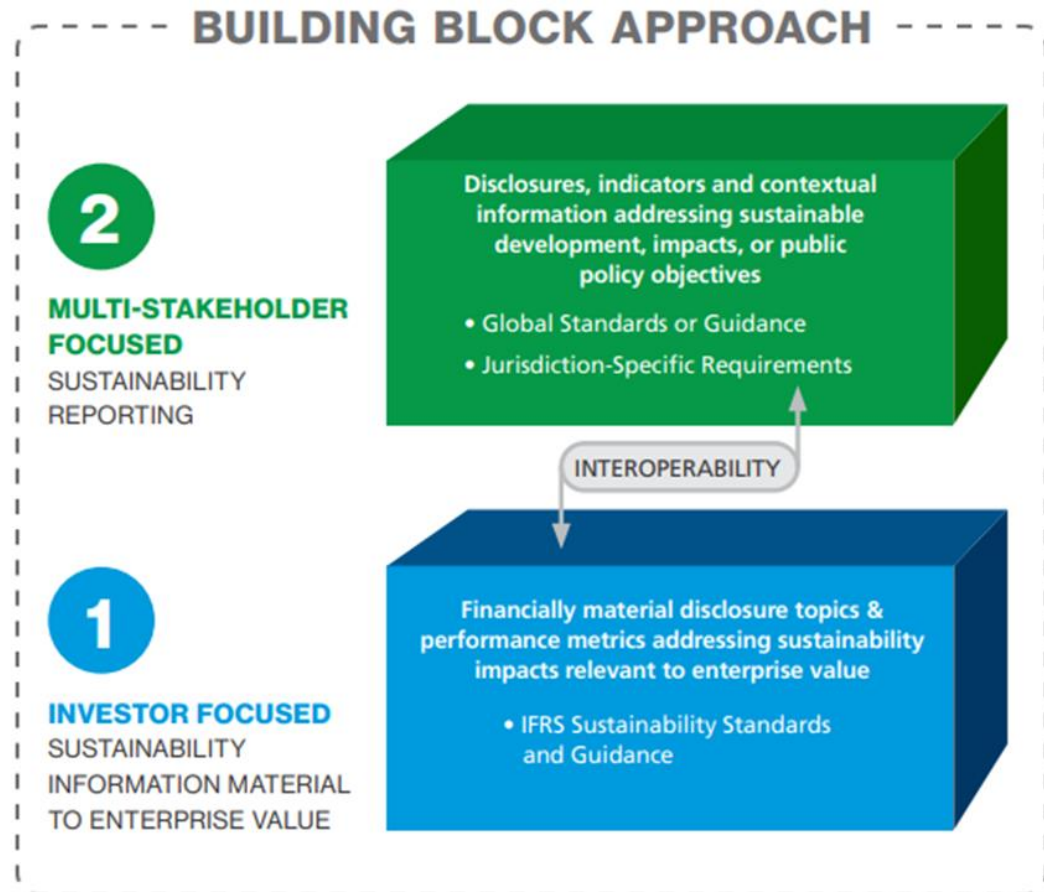 BUILDING BLOCK APPROACH
2
MULTI-STAKEHOLDER
FOCUSED
SUSTAINABILITY
REPORTING
Disclosures, indicators and contextual
information addressing sustainable
development, impacts, or public
policy objectives
• Global Standards or Guidance
• Jurisdiction-Specific Requirements
INTEROPERABILITY
1
INVESTOR FOCUSED
SUSTAINABILITY
INFORMATION MATERIAL
TO ENTERPRISE VALUE
Financially material disclosure topics &
performance metrics addressing sustainability
impacts relevant to enterprise value
• IFRS Sustainability Standards
and Guidance